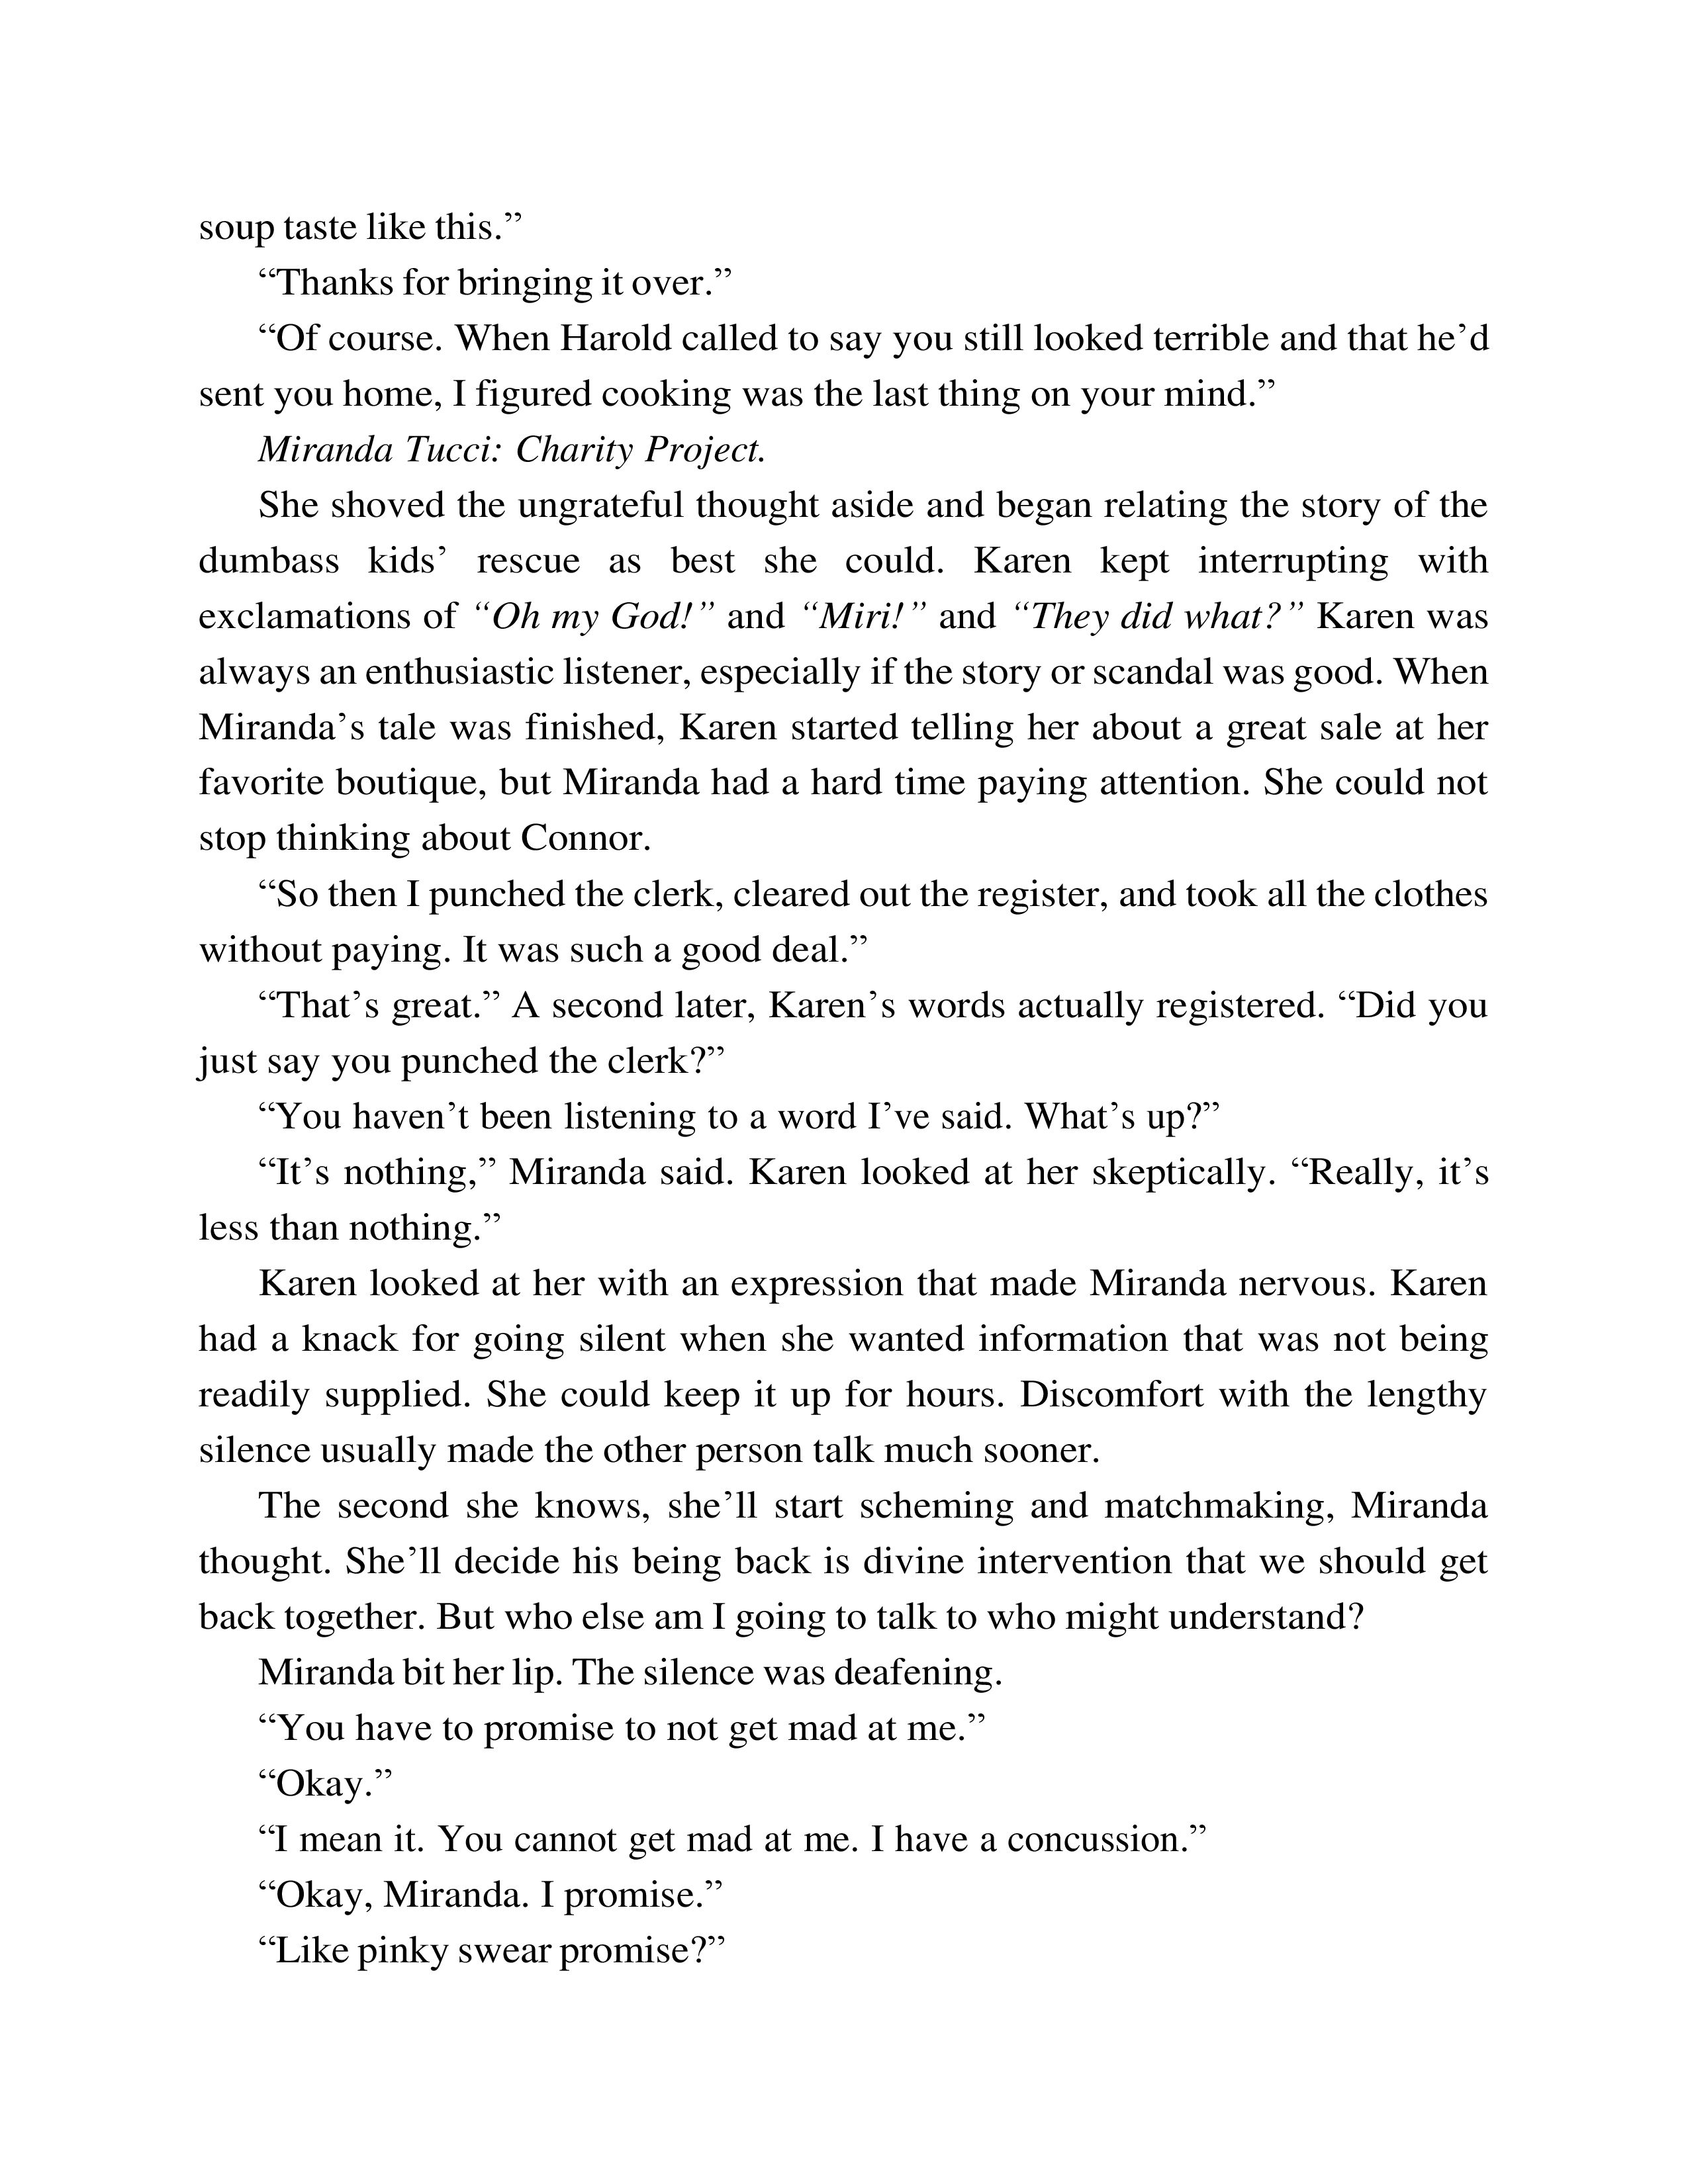 soup taste like this.”
“Thanks for bringing it over.”
“Of course. When Harold called to say you still looked terrible and that he’d
sent you home, I figured cooking was the last thing on your mind.”
Miranda Tucci: Charity Project.
She shoved the ungrateful thought aside and began relating the story of the
dumbass kids’ rescue as best she could. Karen kept interrupting with
exclamations of “Oh my God!” and “Miri!” and “They did what?” Karen was
always an enthusiastic listener, especially if the story or scandal was good. When
Miranda’s tale was finished, Karen started telling her about a great sale at her
favorite boutique, but Miranda had a hard time paying attention. She could not
stop thinking about Connor.
“So then I punched the clerk, cleared out the register, and took all the clothes
without paying. It was such a good deal.”
“That’s great.” A second later, Karen’s words actually registered. “Did you
just say you punched the clerk?”
“You haven’t been listening to a word I’ve said. What’s up?”
“It’s nothing,” Miranda said. Karen looked at her skeptically. “Really, it’s
less than nothing.”
Karen looked at her with an expression that made Miranda nervous. Karen
had a knack for going silent when she wanted information that was not being
readily supplied. She could keep it up for hours. Discomfort with the lengthy
silence usually made the other person talk much sooner.
The second she knows, she’ll start scheming and matchmaking, Miranda
thought. She’ll decide his being back is divine intervention that we should get
back together. But who else am I going to talk to who might understand?
Miranda bit her lip. The silence was deafening.
“You have to promise to not get mad at me.”
“Okay.”
“I mean it. You cannot get mad at me. I have a concussion.”
“Okay, Miranda. I promise.”
“Like pinky swear promise?”